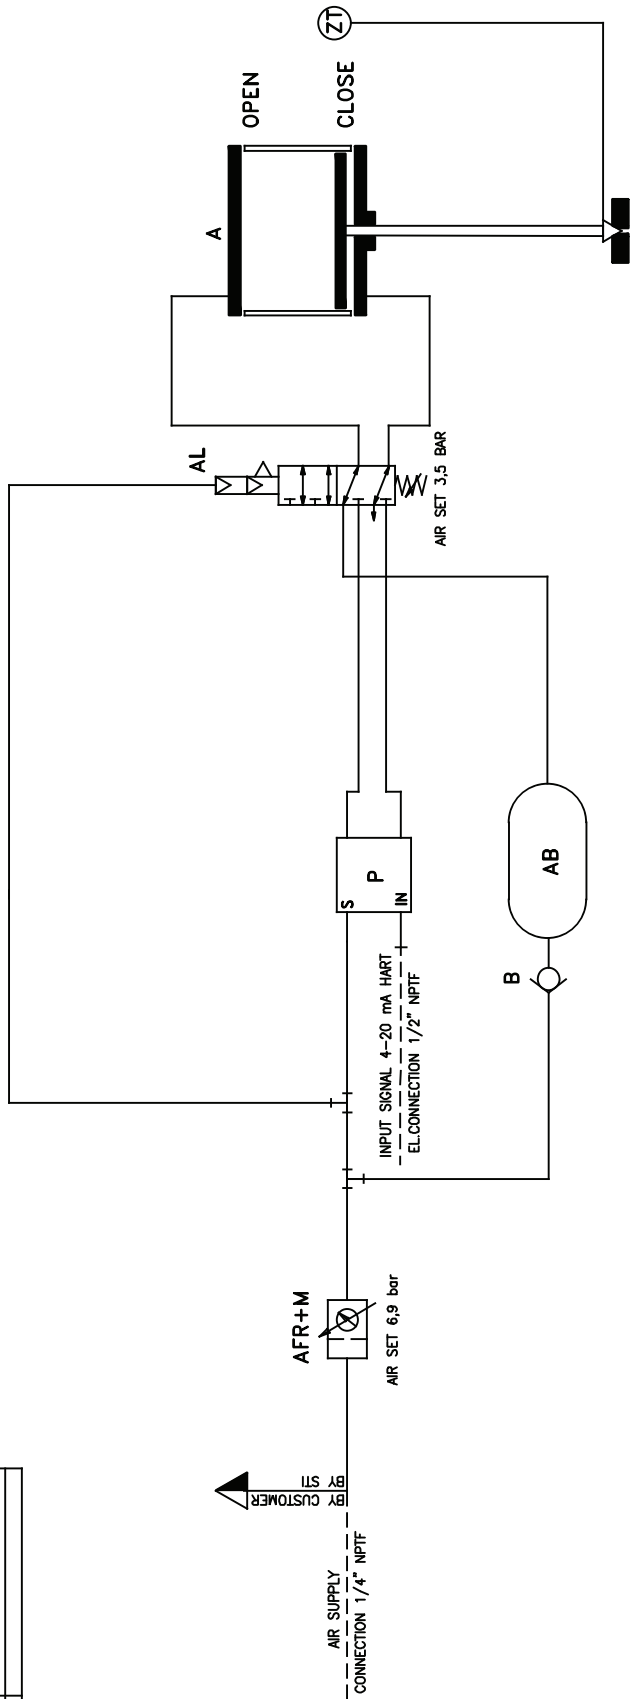 ZT
OPEN
CLOSE
A
AL
AIR SET 3,5 BAR
P
S
IN
AB
B
INPUT SIGNAL 4-20 mA HART
EL.CONNECTION 1/2" NPTF
AFR+M
AIR SET 6,9 bar
BY STI
BY CUSTOMER
AIR SUPPLY
CONNECTION 1/4" NPTF